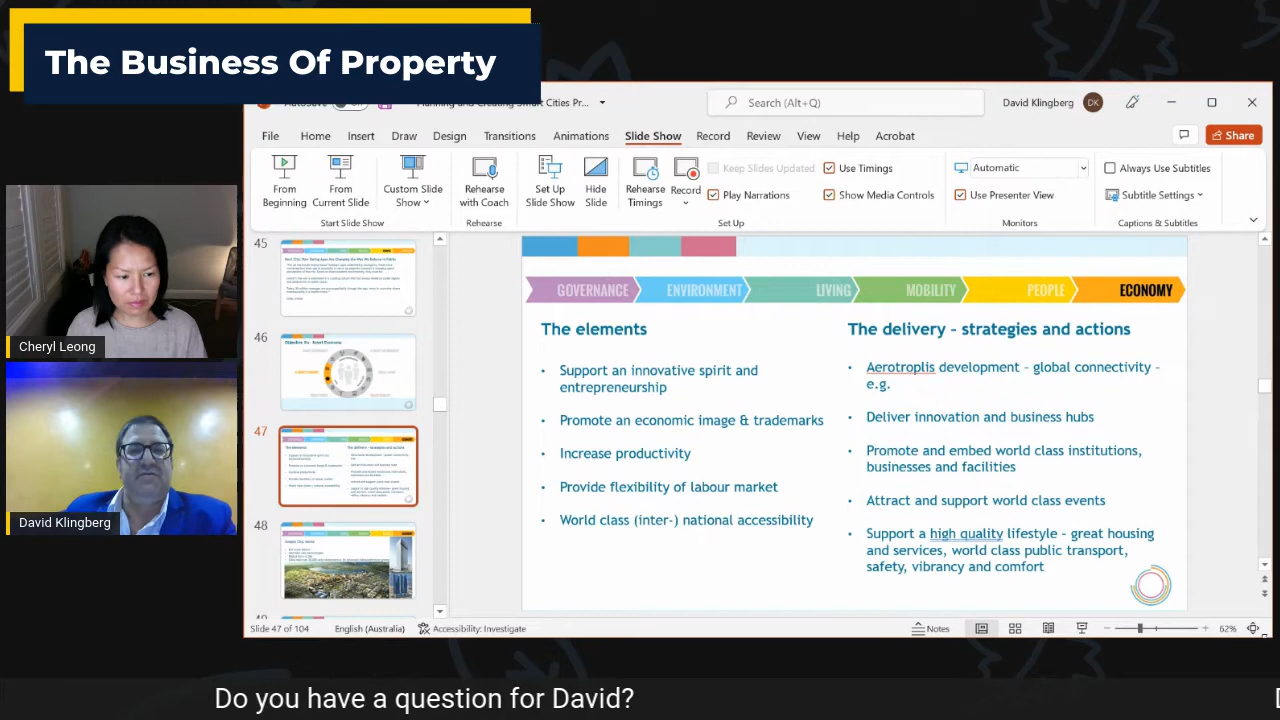 The Business Of Property
Planning and Creating Smart Cities Pr...
Search (Alt+Q)
David Klingberg
DK
File
Home
Insert
Draw
Design
Transitions
Animations
Slide Show
Record
Review
View
Help
Acrobat
Share
From
Beginning
From
Current Slide
Custom Slide
Show
Rehearse
with Coach
Set Up
Slide Show
Hide
Slide
Rehearse
Timings
Record
Keep Slides Updated
Play Narrations
Use Timings
Show Media Controls
Automatic
Use Presenter View
Always Use Subtitles
Subtitle Settings
Start Slide Show
Rehearse
Set Up
Monitors
Captions & Subtitles
45
46
47
48
GOVERNANCE
LIVING
MOBILITY
PEOPLE
ECONOMY
The elements
• Support an innovative spirit and
entrepreneurship
• Promote an economic image & trademarks
• Increase productivity
• Provide flexibility of labour market
• World class (inter-) national accessibility
The delivery – strategies and actions
• Aerotroplis development – global connectivity –
e.g.
• Deliver innovation and business hubs
• Promote and embed world class institutions,
businesses and facilities
• Attract and support world class events
• Support a high quality lifestyle – great housing
and services, world class public transport,
safety, vibrancy and comfort
Cheryl Leong
David Klingberg
Slide 47 of 104
English (Australia)
Accessibility: Investigate
Notes
62%
Do you have a question for David?